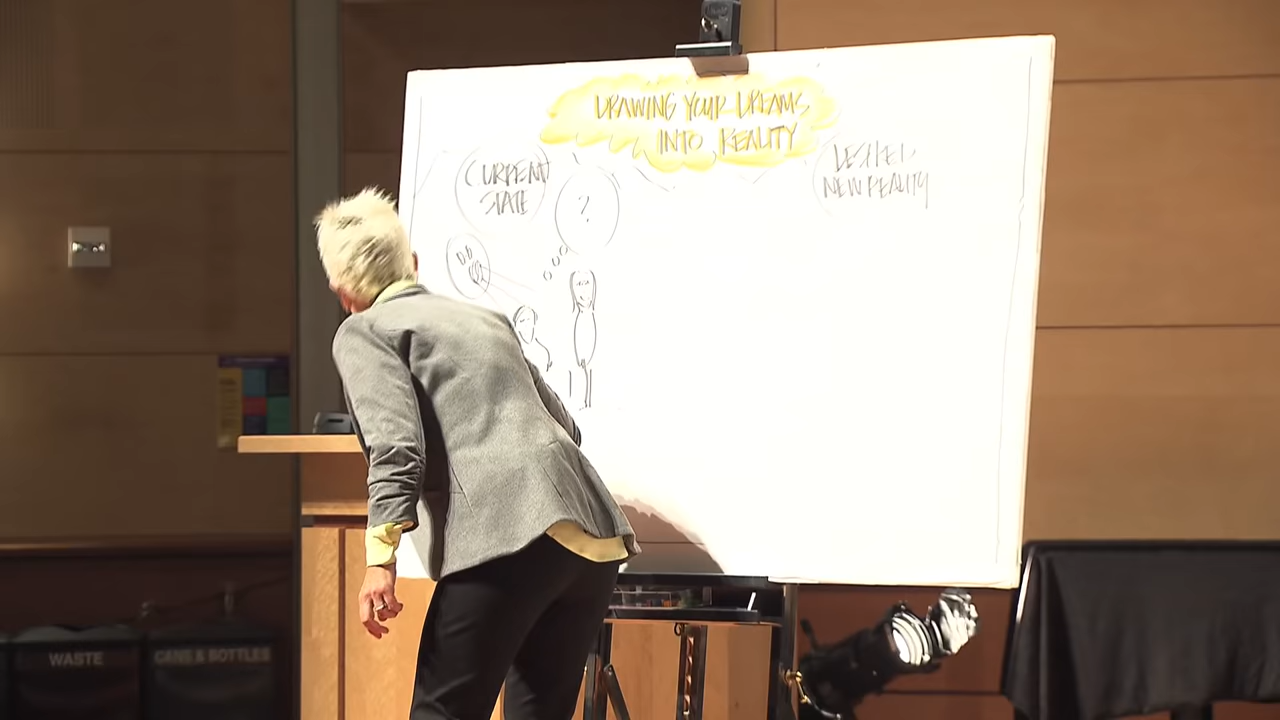 DRAWING YOUR DREAMS
INTO REALITY
CURRENT
STATE
DESIRED
NEW REALITY
?
WASTE
CANS & BOTTLES